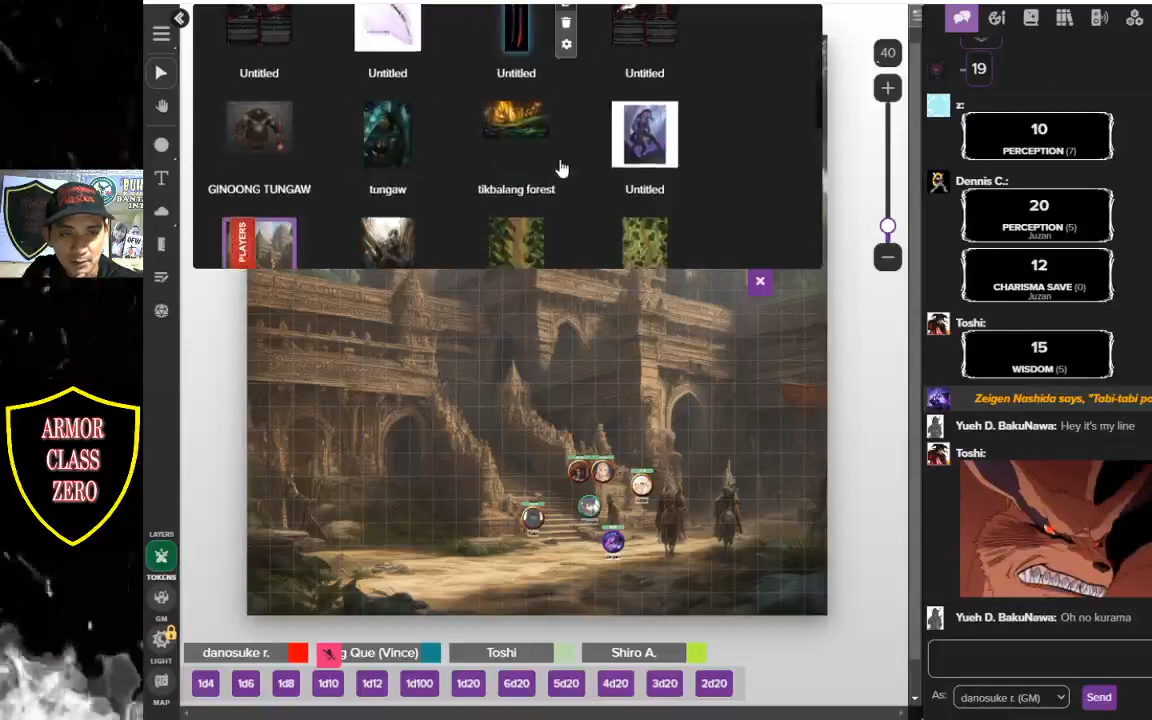 Untitled
Untitled
Untitled
Untitled
GINOONG TUNGAW
tungaw
tikbalang forest
Untitled
PLAYERS
40
ARMOR
CLASS
ZERO
LAYERS
TOKENS
GM
LIGHT
MAP
danosuke r.
g Que (Vince)
Toshi
Shiro A.
1d4
1d6
1d8
1d10
1d12
1d100
1d20
6d20
5d20
4d20
3d20
2d20
19
z:
10
PERCEPTION (7)
Dennis C.:
20
PERCEPTION (5)
Juzan
12
CHARISMA SAVE (0)
Juzan
Toshi:
15
WISDOM (5)
Zeigen Nashida says, "Tabi-tabi po
Yueh D. BakuNawa: Hey it's my line
Toshi:
Yueh D. BakuNawa: Oh no kurama
As:
danosuke r. (GM)
Send